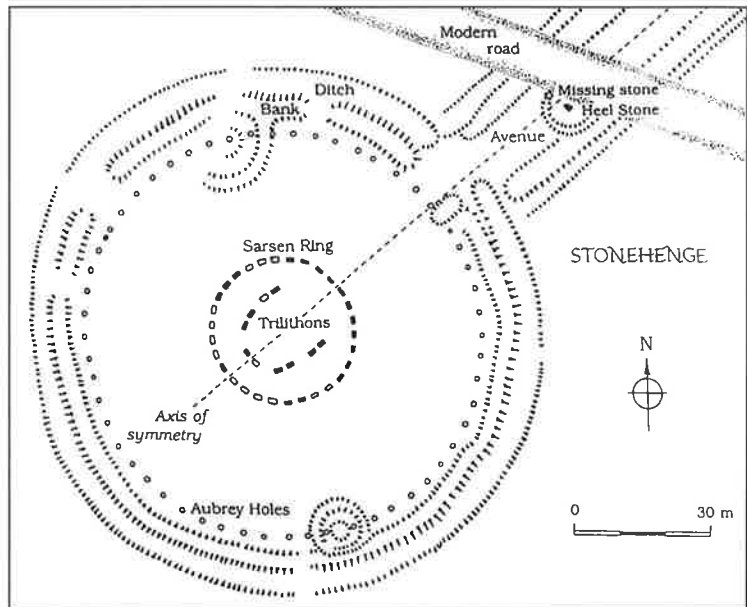 Modern
road
Ditch
Missing stone
Bank
Heel Stone
Avenue
Sarsen Ring
STONEHENGE
Trilithons
N
Axis of
symmetry
Aubrey Holes
0 30 m